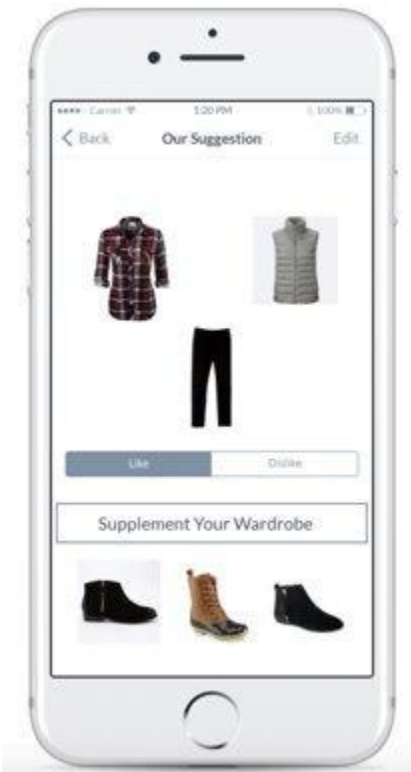 Carrier 1:20 PM 100%
Back Our Suggestion Edit
Like Dislike
Supplement Your Wardrobe